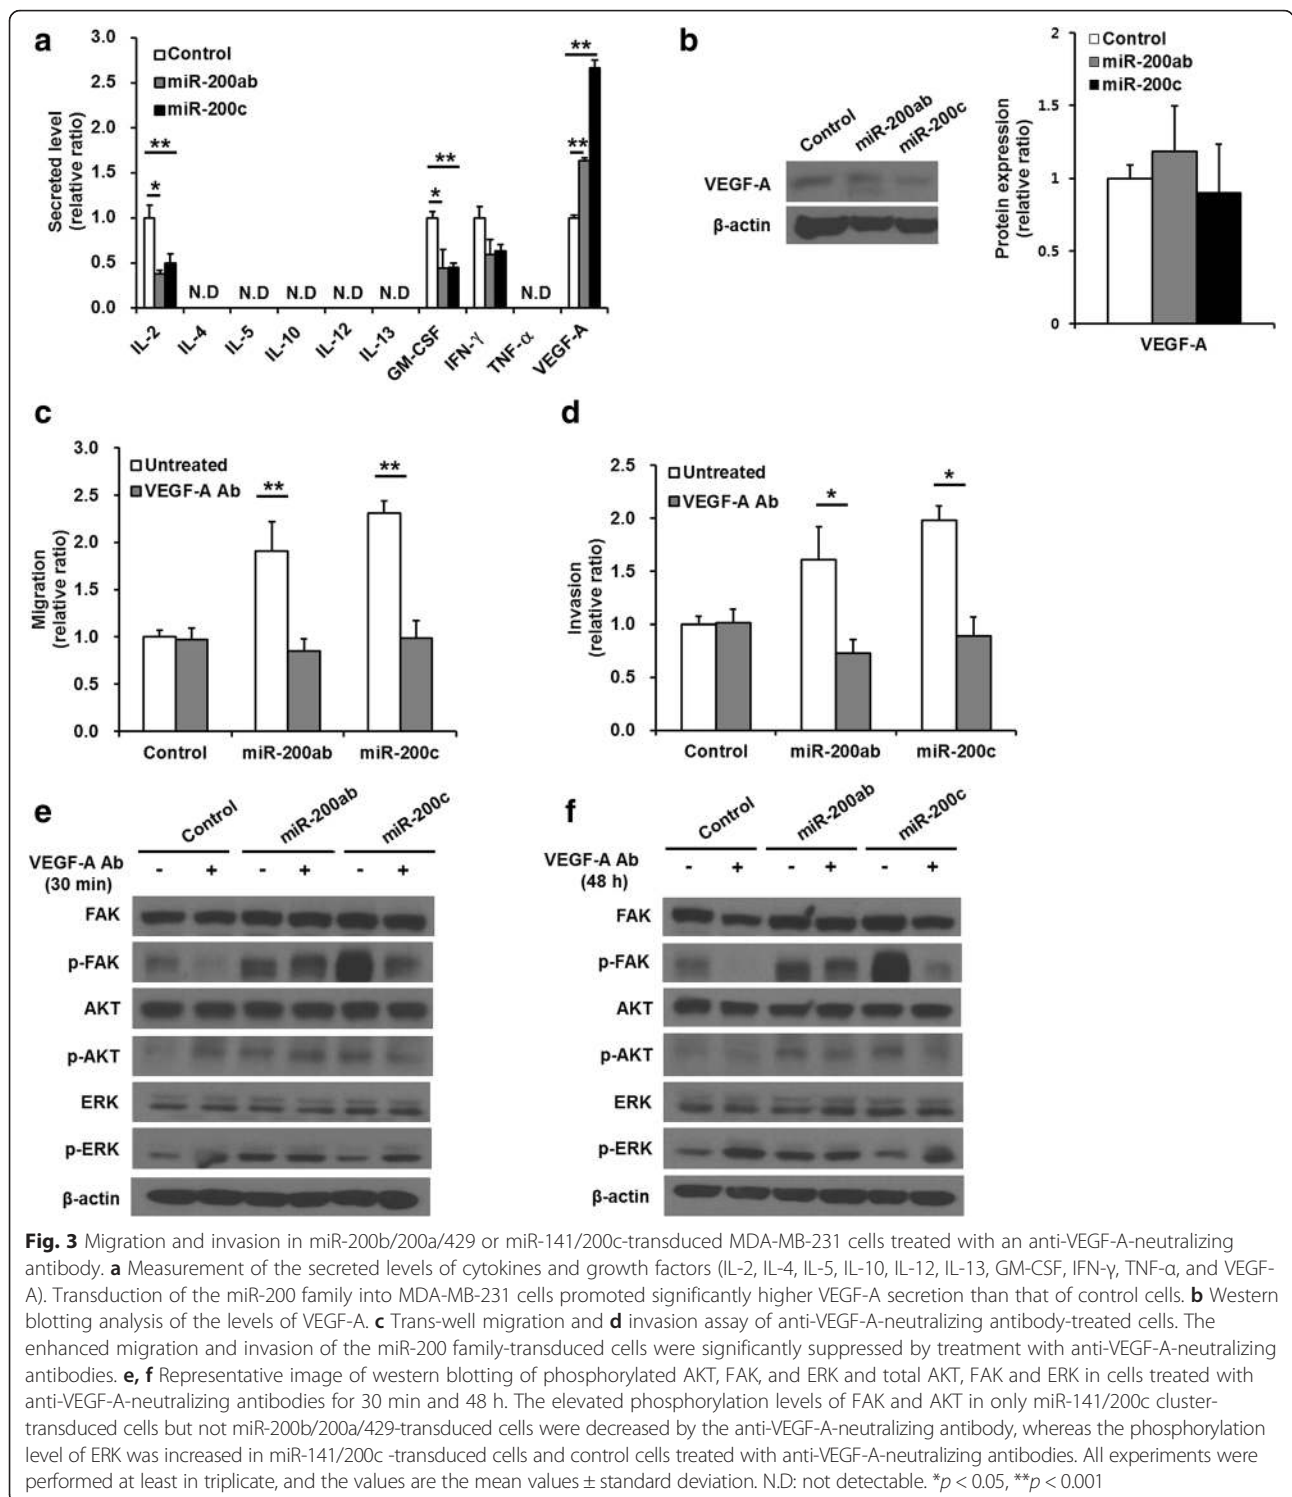 a
3.0
2.5
2.0
1.5
1.0
0.5
0.0
Secreted level
(relative ratio)
Control
miR-200ab
miR-200c
**
*
**
*
**
**
N.D N.D N.D N.D N.D N.D
IL-2 IL-4 IL-5 IL-10 IL-12 IL-13 GM-CSF IFN-γ TNF-α VEGF-A
b
Control miR-200ab miR-200c
VEGF-A
β-actin
2
1.5
1
0.5
0
Protein expression
(relative ratio)
Control
miR-200ab
miR-200c
VEGF-A
c
3.0
2.5
2.0
1.5
1.0
0.5
0.0
Migration
(relative ratio)
Untreated
VEGF-A Ab
**
**
Control miR-200ab miR-200c
d
2.5
2.0
1.5
1.0
0.5
0.0
Invasion
(relative ratio)
Untreated
VEGF-A Ab
*
*
Control miR-200ab miR-200c
e
Control miR-200ab miR-200c
VEGF-A Ab - + - + - +
(30 min)
FAK
p-FAK
AKT
p-AKT
ERK
p-ERK
β-actin
f
Control miR-200ab miR-200c
VEGF-A Ab - + - + - +
(48 h)
FAK
p-FAK
AKT
p-AKT
ERK
p-ERK
β-actin
Fig. 3 Migration and invasion in miR-200b/200a/429 or miR-141/200c-transduced MDA-MB-231 cells treated with an anti-VEGF-A-neutralizing
antibody. a Measurement of the secreted levels of cytokines and growth factors (IL-2, IL-4, IL-5, IL-10, IL-12, IL-13, GM-CSF, IFN-γ, TNF-α, and VEGF-
A). Transduction of the miR-200 family into MDA-MB-231 cells promoted significantly higher VEGF-A secretion than that of control cells. b Western
blotting analysis of the levels of VEGF-A. c Trans-well migration and d invasion assay of anti-VEGF-A-neutralizing antibody-treated cells. The
enhanced migration and invasion of the miR-200 family-transduced cells were significantly suppressed by treatment with anti-VEGF-A-neutralizing
antibodies. e, f Representative image of western blotting of phosphorylated AKT, FAK, and ERK and total AKT, FAK and ERK in cells treated with
anti-VEGF-A-neutralizing antibodies for 30 min and 48 h. The elevated phosphorylation levels of FAK and AKT in only miR-141/200c cluster-
transduced cells but not miR-200b/200a/429-transduced cells were decreased by the anti-VEGF-A-neutralizing antibody, whereas the phosphorylation
level of ERK was increased in miR-141/200c -transduced cells and control cells treated with anti-VEGF-A-neutralizing antibodies. All experiments were
performed at least in triplicate, and the values are the mean values ± standard deviation. N.D: not detectable. *p < 0.05, **p < 0.001